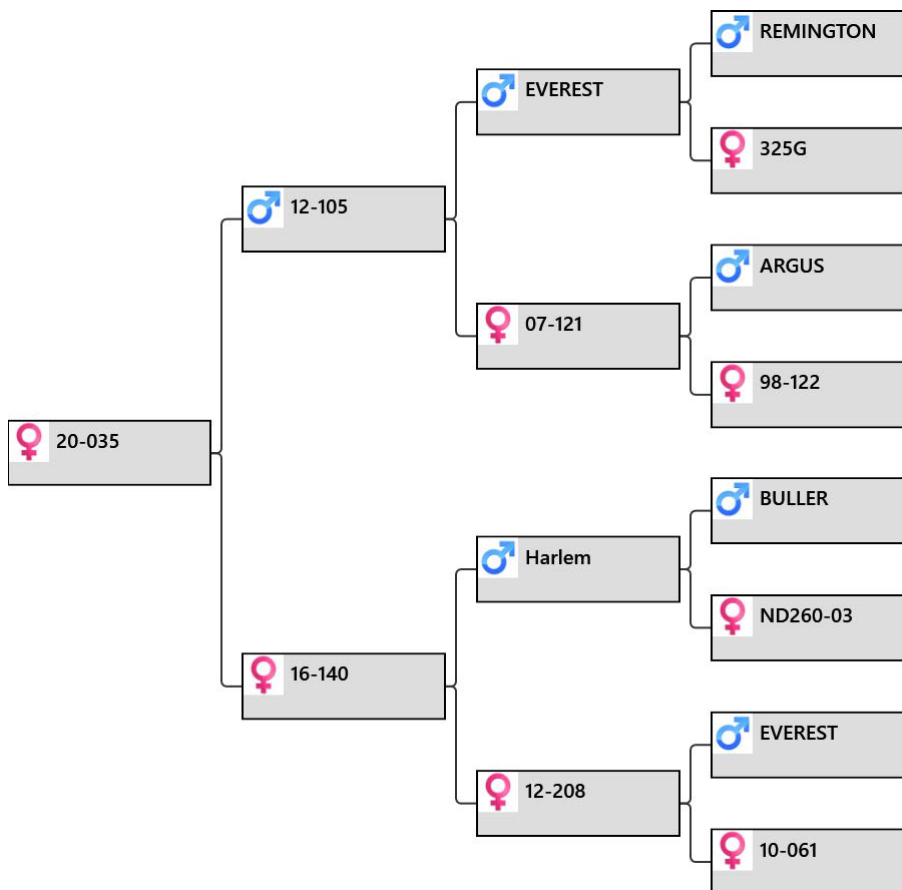 REMINGTON
EVEREST
325G
12-105
ARGUS
07-121
98-122
20-035
BULLER
Harlem
ND260-03
16-140
EVEREST
12-208
10-061